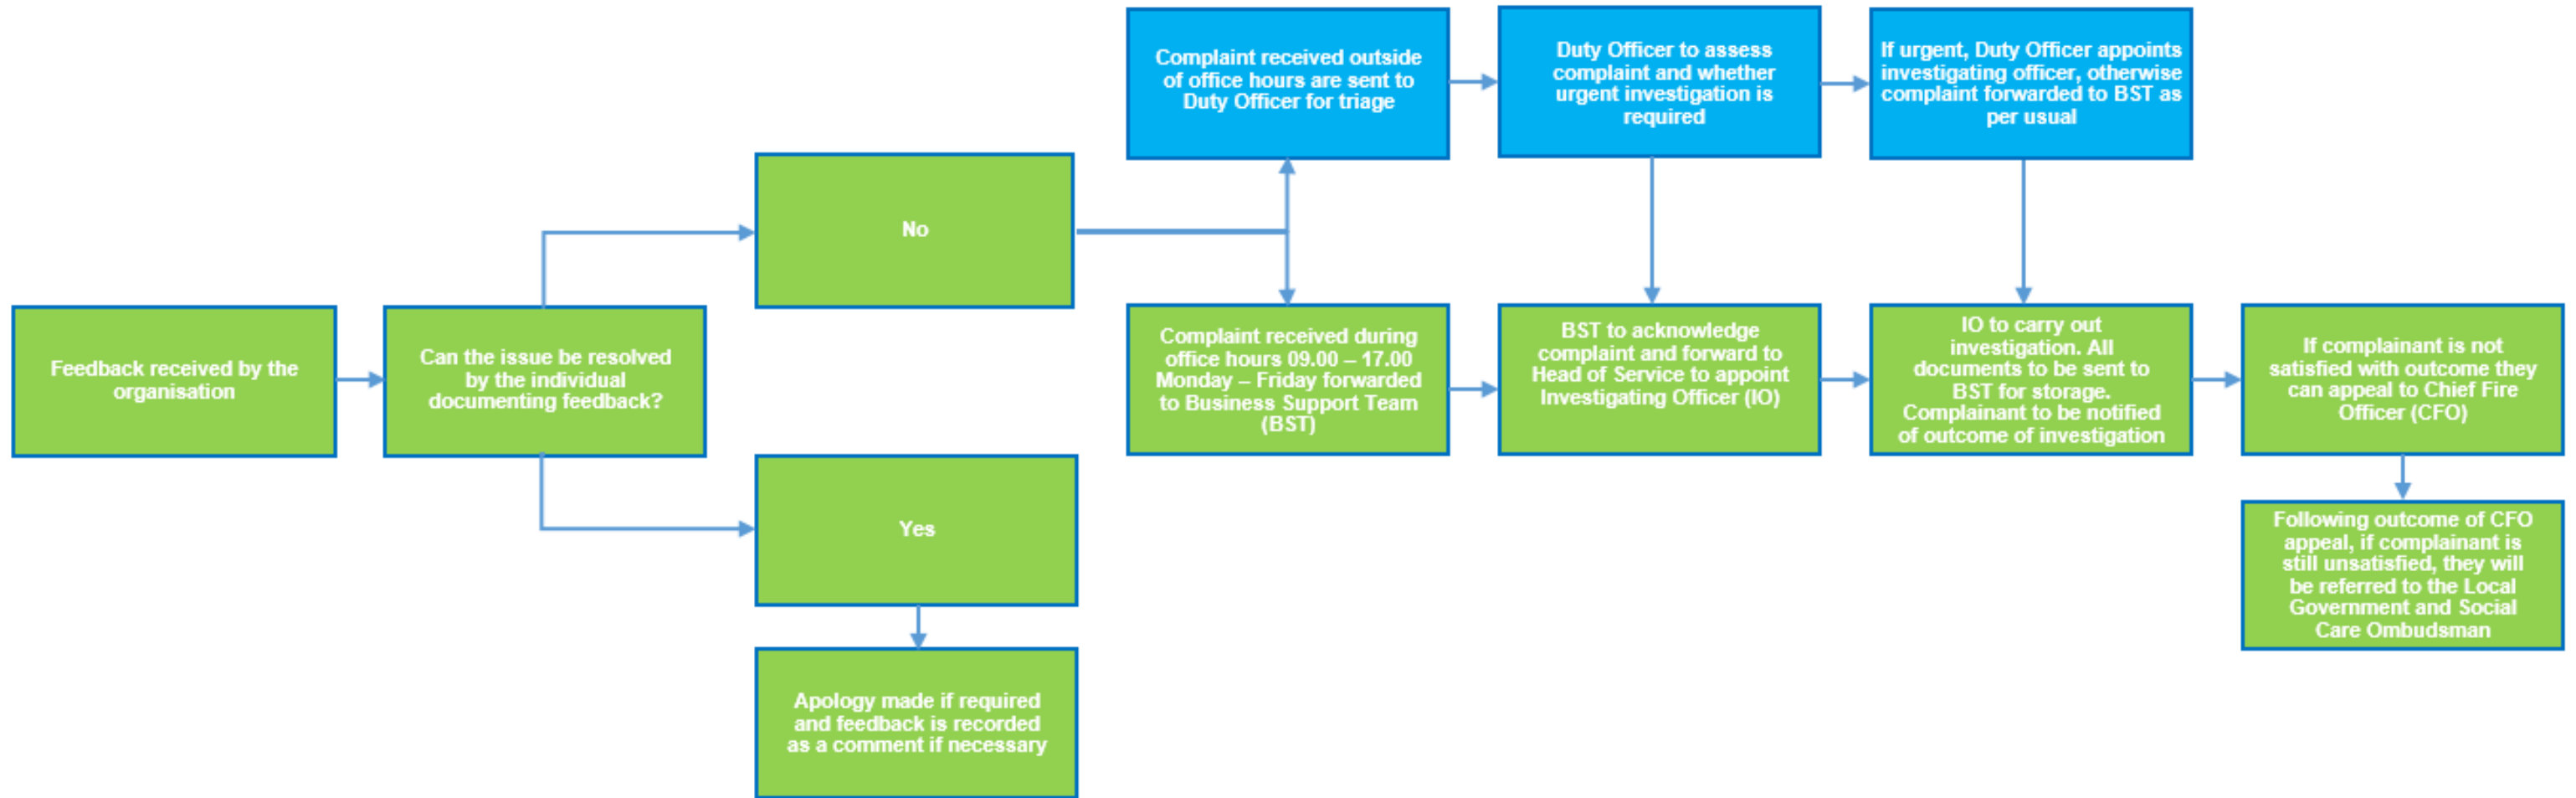 Feedback received by the
organisation
Can the issue be resolved
by the individual
documenting feedback?
No
Yes
Apology made if required
and feedback is recorded
as a comment if necessary
Complaint received outside
of office hours are sent to
Duty Officer for triage
Duty Officer to assess
complaint and whether
urgent investigation is
required
If urgent, Duty Officer appoints
investigating officer, otherwise
complaint forwarded to BST as
per usual
Complaint received during
office hours 09.00 – 17.00
Monday – Friday forwarded
to Business Support Team
(BST)
BST to acknowledge
complaint and forward to
Head of Service to appoint
Investigating Officer (IO)
IO to carry out
investigation. All
documents to be sent to
BST for storage.
Complainant to be notified
of outcome of investigation
If complainant is not
satisfied with outcome they
can appeal to Chief Fire
Officer (CFO)
Following outcome of CFO
appeal, if complainant is
still unsatisfied, they will
be referred to the Local
Government and Social
Care Ombudsman